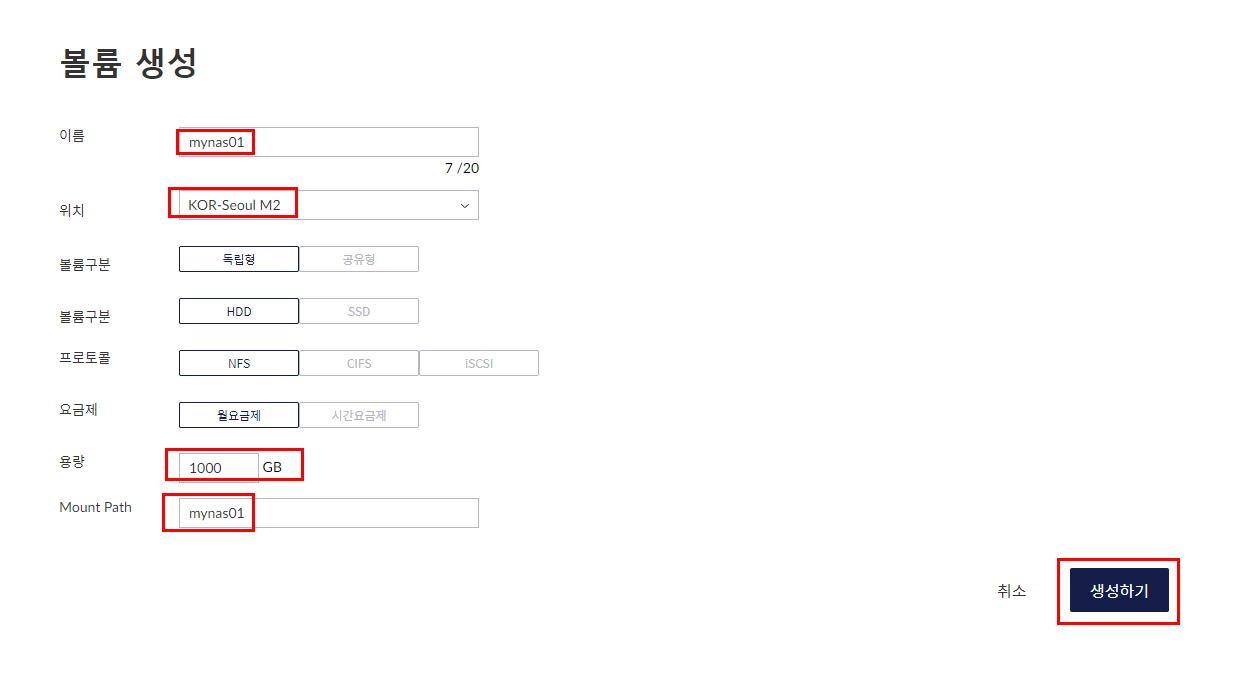 볼륨 생성
이름
mynas01
7 /20
위치
KOR-Seoul M2
볼륨구분
독립형 공유형
볼륨구분
HDD SSD
프로토콜
NFS CIFS iSCSI
요금제
월요금제 시간요금제
용량
1000 GB
Mount Path
mynas01
취소 생성하기